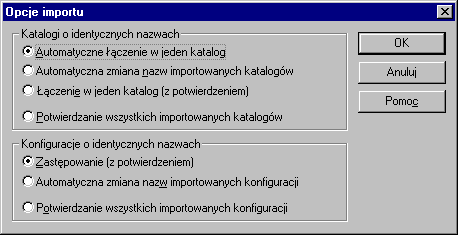 Opcje importu
Katalogi o identycznych nazwach
Automatyczne łączenie w jeden katalog
Automatyczna zmiana nazw importowanych katalogów
Łączenie w jeden katalog (z potwierdzeniem)
Potwierdzanie wszystkich importowanych katalogów
Konfiguracje o identycznych nazwach
Zastępowanie (z potwierdzeniem)
Automatyczna zmiana nazw importowanych konfiguracji
Potwierdzanie wszystkich importowanych konfiguracji
OK
Anuluj
Pomoc